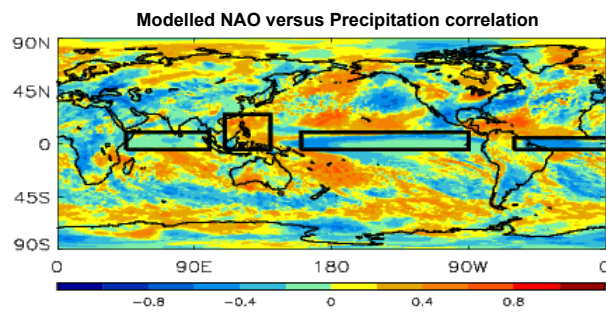 Modelled NAO versus Precipitation correlation
90N
45N
0
45S
90S
0 90E 180 90W 0
−0.8 −0.4 0 0.4 0.8